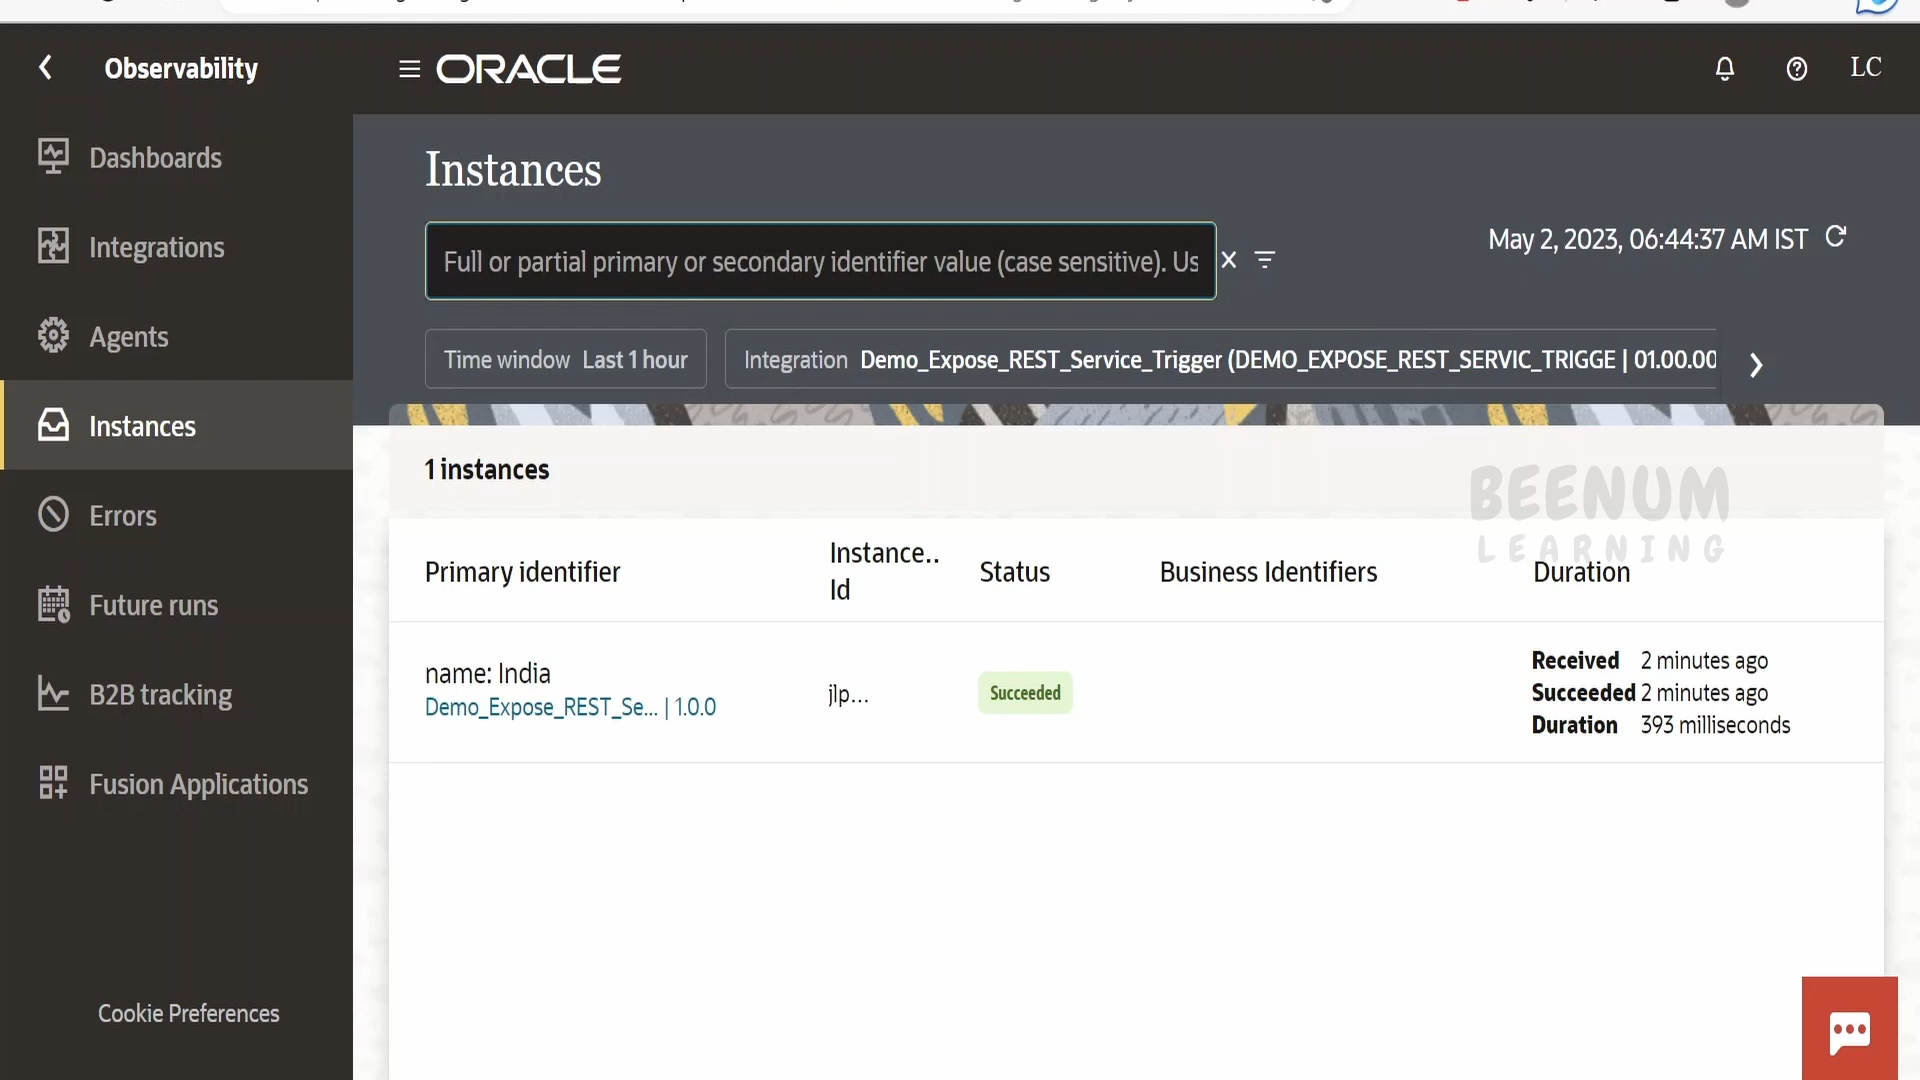 Observability
ORACLE
LC
Dashboards
Integrations
Agents
Instances
Errors
Future runs
B2B tracking
Fusion Applications
Cookie Preferences
Instances
Full or partial primary or secondary identifier value (case sensitive). Us
May 2, 2023, 06:44:37 AM IST
Time window Last 1 hour
Integration Demo_Expose_REST_Service_Trigger (DEMO_EXPOSE_REST_SERVIC_TRIGGE | 01.00.00
1 instances
BEENUM
LEARNING
Primary identifier
Instance..
Id
Status
Business Identifiers
Duration
name: India
Demo_Expose_REST_Se... | 1.0.0
jlp...
Succeeded
Received 2 minutes ago
Succeeded 2 minutes ago
Duration 393 milliseconds